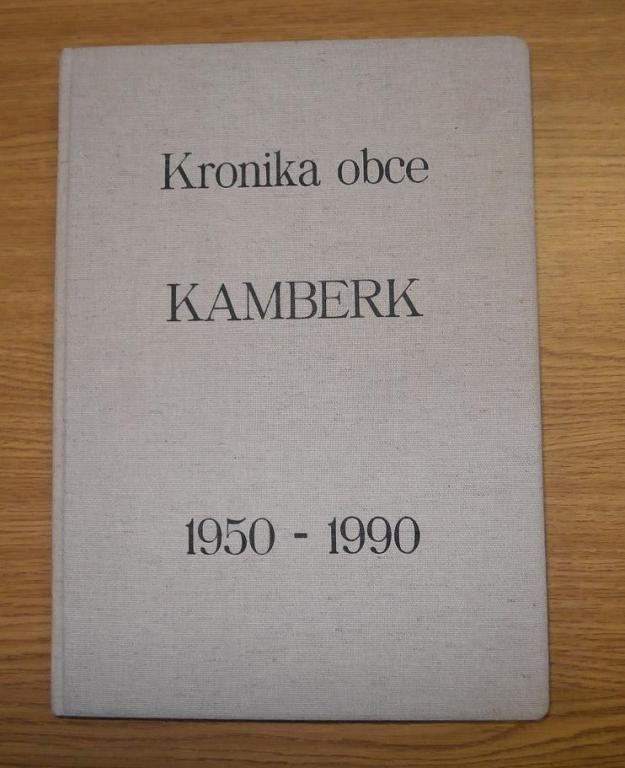 Kronika obce
KAMBERK
1950 - 1990